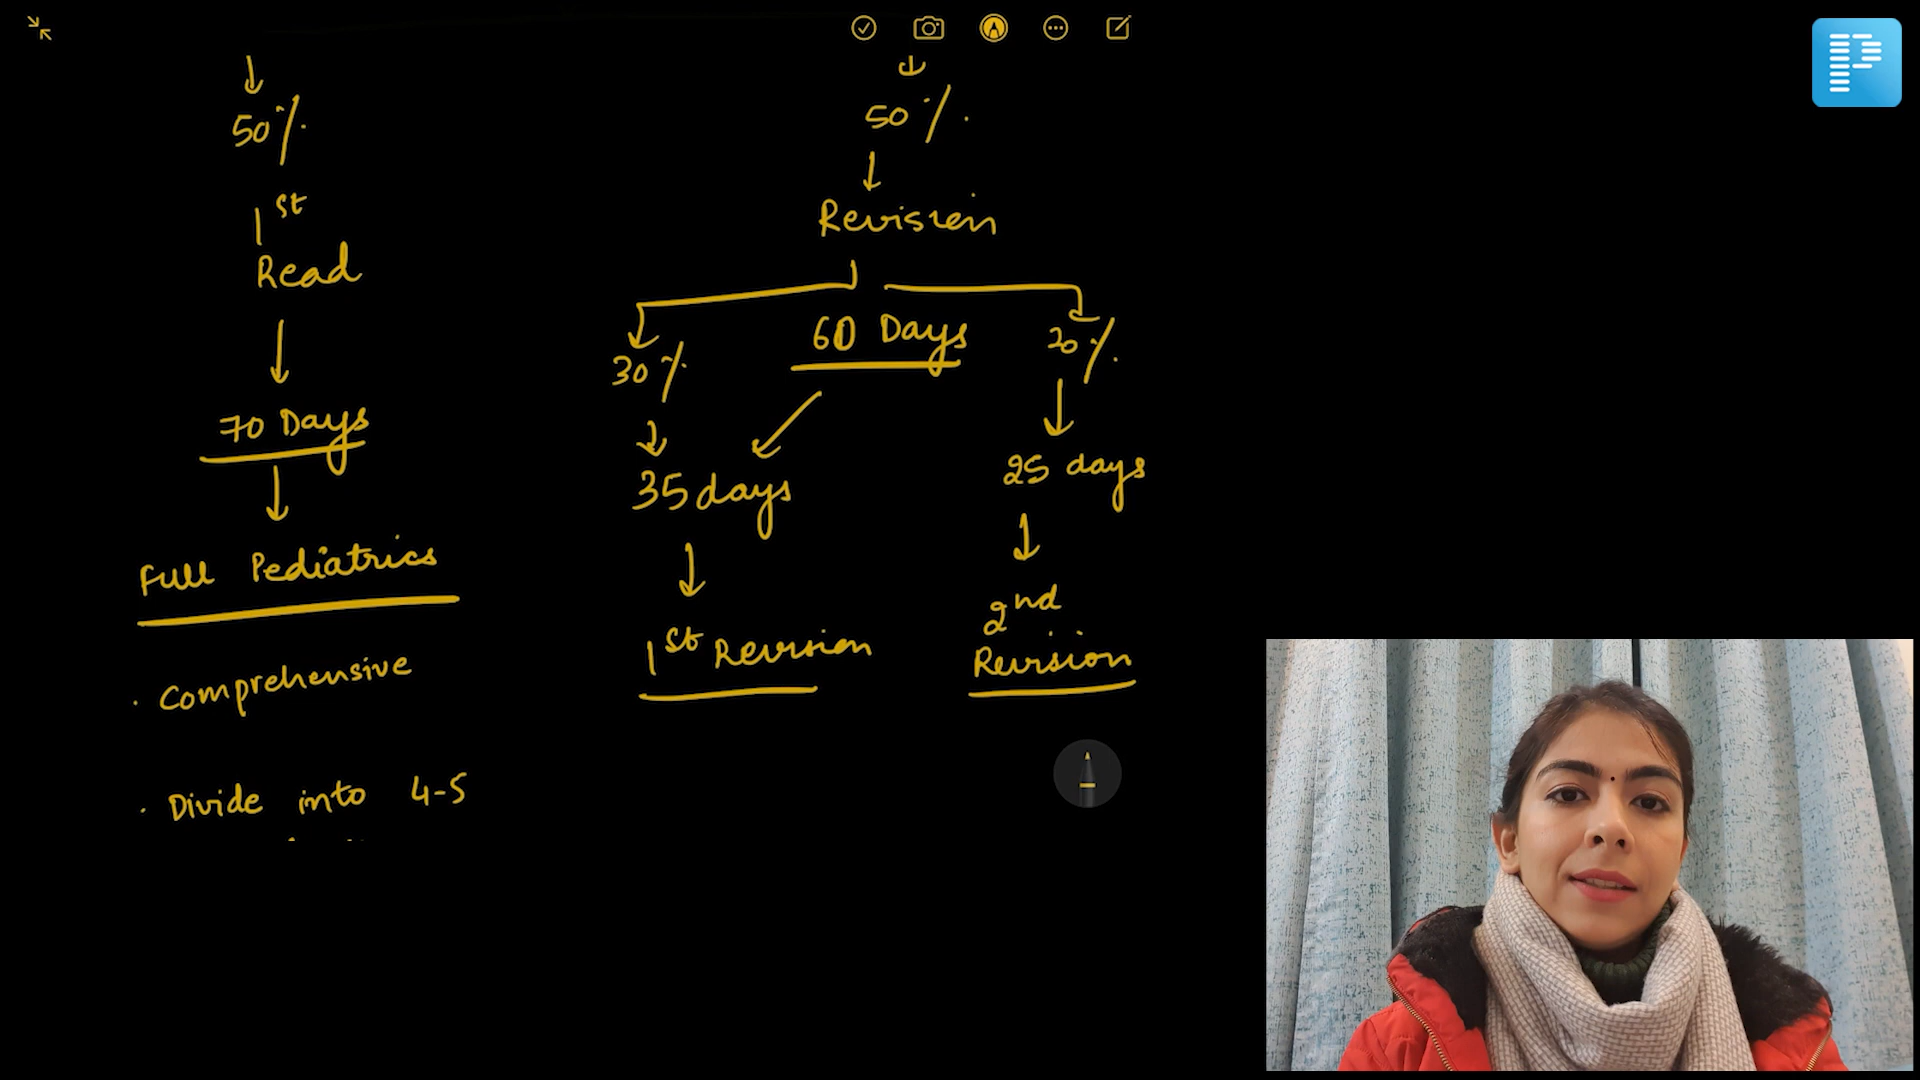 50%.
1st
Read
70 Days
Full Pediatrics
· Comprehensive
· Divide into 4-5
50%.
Revision
60 Days
30%.
35 days
1st Revision
20%.
25 days
2nd
Revision
P